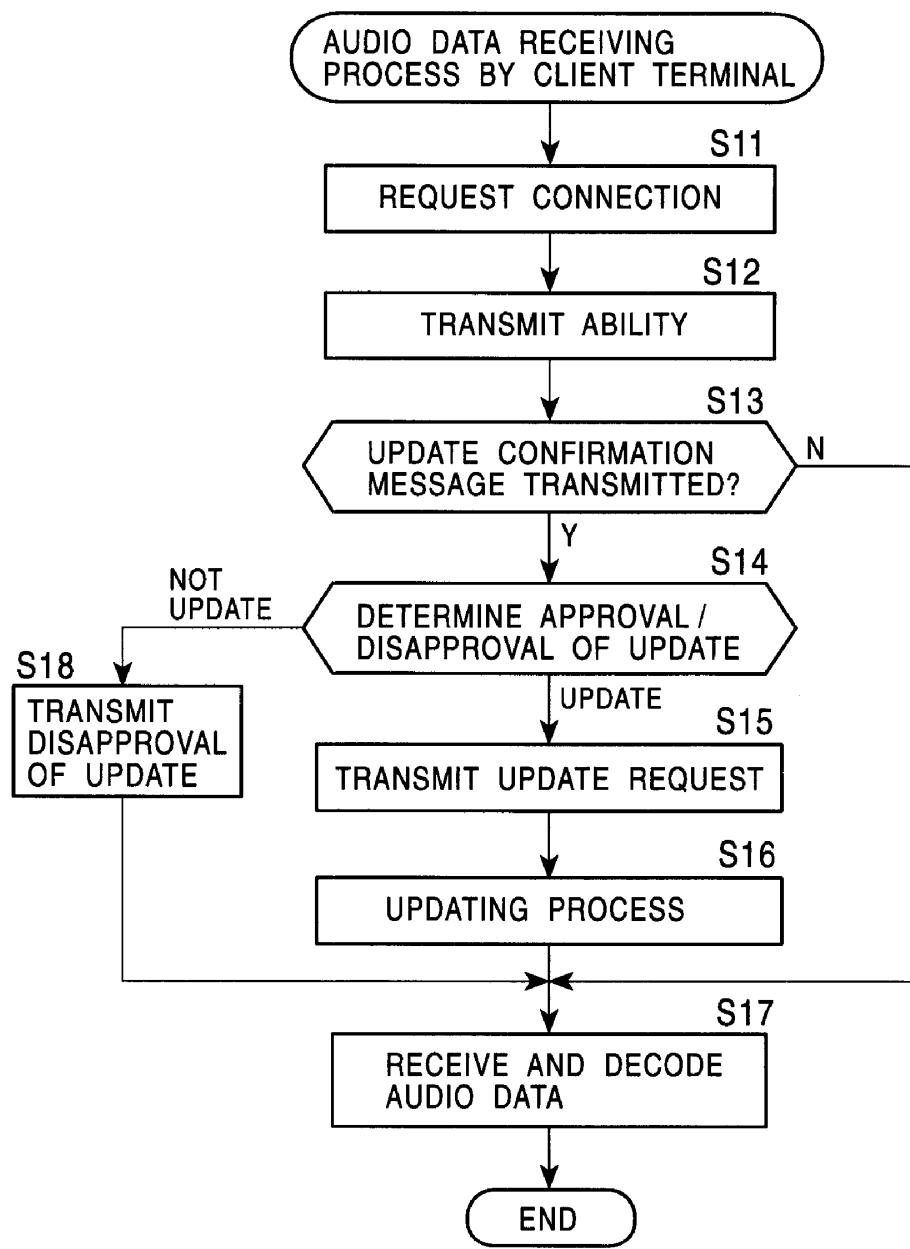 AUDIO DATA RECEIVING
PROCESS BY CLIENT TERMINAL
S11
REQUEST CONNECTION
S12
TRANSMIT ABILITY
S13
UPDATE CONFIRMATION
MESSAGE TRANSMITTED?
N
Y
S14
DETERMINE APPROVAL /
DISAPPROVAL OF UPDATE
NOT
UPDATE
S18
TRANSMIT
DISAPPROVAL
OF UPDATE
UPDATE
S15
TRANSMIT UPDATE REQUEST
S16
UPDATING PROCESS
S17
RECEIVE AND DECODE
AUDIO DATA
END